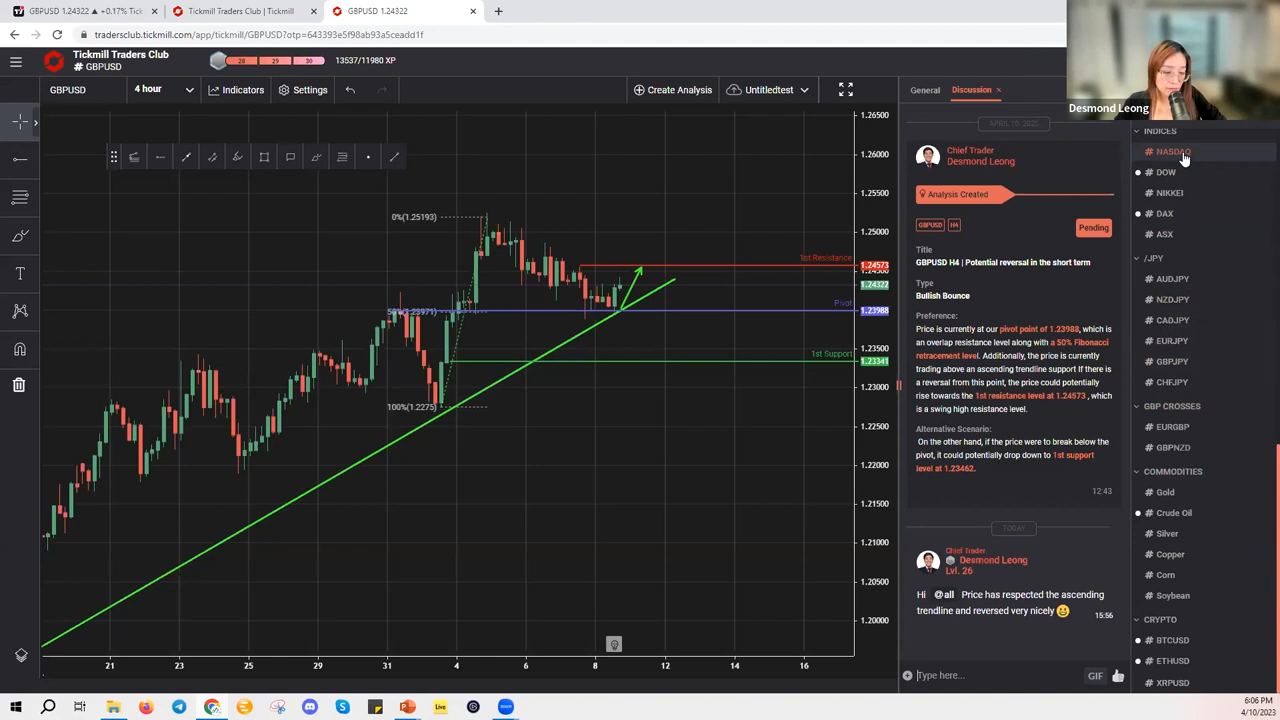 GBPUSD 1.24322 ▲ +0.17% Tickm
Tickmill Traders Club | Tickmill
GBPUSD 1.24322
tradersclub.tickmill.com/app/tickmill/GBPUSD?otp=643393e5f98ab93a5ceadd1f
Tickmill Traders Club
# GBPUSD
28 29 30
13537/11980 XP
Desmond Leong
GBPUSD
4 hour
Indicators
Settings
Create Analysis
Untitledtest
1.26500
1.26000
1.25500
1.25000
1.24573
1.24322
1.23988
1.23500
1.23341
1.23000
1.22500
1.22000
1.21500
1.21000
1.20500
1.20000
0%(1.25193)
1st Resistance
Pivot
1st Support
100%(1.2275)
21 23 25 29 31 4 6 8 12 14 16
General
Discussion ×
APRIL 10, 2023
Chief Trader
Desmond Leong
Analysis Created
GBPUSD H4
Pending
Title
GBPUSD H4 | Potential reversal in the short term
Type
Bullish Bounce
Preference:
Price is currently at our pivot point of 1.23988, which is
an overlap resistance level along with a 50% Fibonacci
retracement level. Additionally, the price is currently
trading above an ascending trendline support If there is
a reversal from this point, the price could potentially
rise towards the 1st resistance level at 1.24573 , which
is a swing high resistance level.
Alternative Scenario:
On the other hand, if the price were to break below the
pivot, it could potentially drop down to 1st support
level at 1.23462.
12:43
TODAY
Chief Trader
Desmond Leong
Lvl. 26
Hi @all Price has respected the ascending
trendline and reversed very nicely
15:56
Type here...
GIF
INDICES
# NASDAQ
# DOW
# NIKKEI
# DAX
# ASX
/JPY
# AUDJPY
# NZDJPY
# CADJPY
# EURJPY
# GBPJPY
# CHFJPY
GBP CROSSES
# EURGBP
# GBPNZD
COMMODITIES
# Gold
# Crude Oil
# Silver
# Copper
# Corn
# Soybean
CRYPTO
# BTCUSD
# ETHUSD
# XRPUSD
Live
6:06 PM
4/10/2023